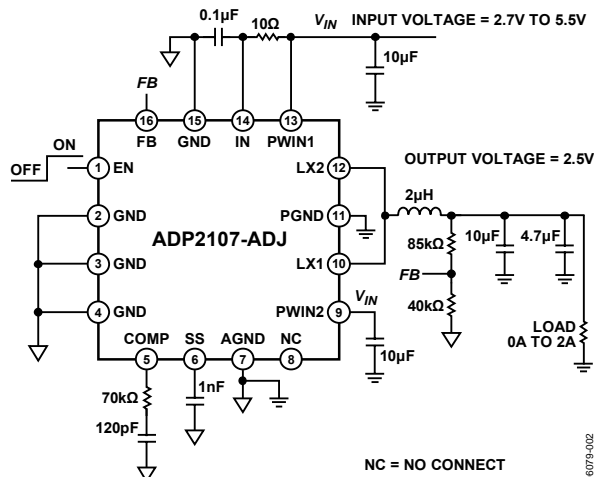 0.1μF
10Ω
VIN
INPUT VOLTAGE = 2.7V TO 5.5V
10μF
FB
16
15
14
13
FB
GND
IN
PWIN1
ON
OFF
1
EN
LX2
12
OUTPUT VOLTAGE = 2.5V
2μH
2
GND
PGND
11
ADP2107-ADJ
85kΩ
10μF
4.7μF
3
GND
LX1
10
FB
VIN
40kΩ
4
GND
PWIN2
9
LOAD
0A TO 2A
COMP
SS
AGND
NC
5
6
7
8
10μF
70kΩ
1nF
120pF
NC = NO CONNECT
6079-002